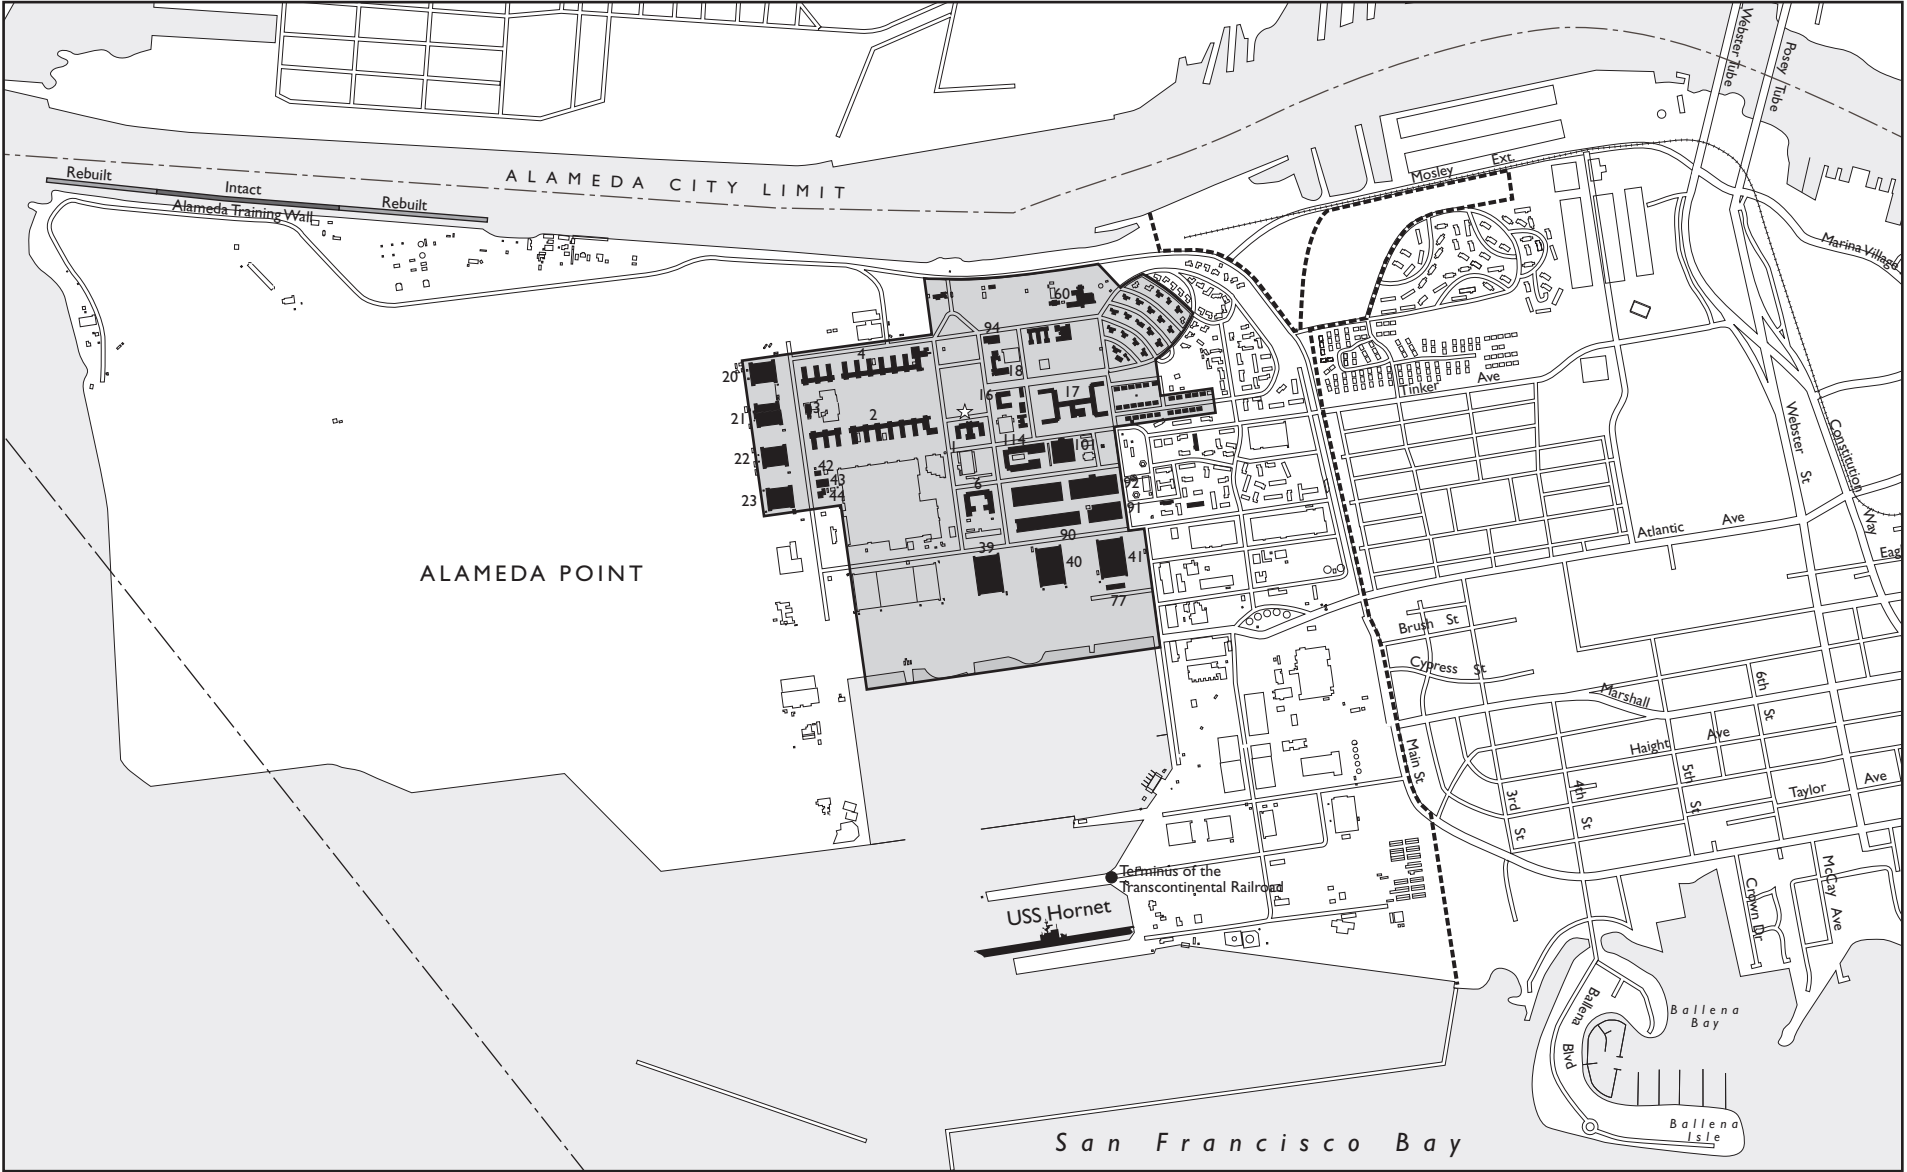 Webster Tube
Posey Tube
ALAMEDA CITY LIMIT
Rebuilt
Intact
Rebuilt
Alameda Training Wall
Mosley Ext.
Marina Village
60
94
4
18
20
16
17
13
21
2
1
114
101
22
42
43
44
6
92
23
91
90
39
40
41
77
ALAMEDA POINT
Tinker Ave
Webster St
Constitution Way
Atlantic Ave
Eagl
Brush St
Cypress St
Marshall
6th St
Haight Ave
Main St
5th St
4th St
3rd St
Taylor Ave
McCay Ave
Crown Dr
Terminus of the
Transcontinental Railroad
USS Hornet
Ballena Blvd
Ballena
Bay
Ballena
Isle
San Francisco Bay